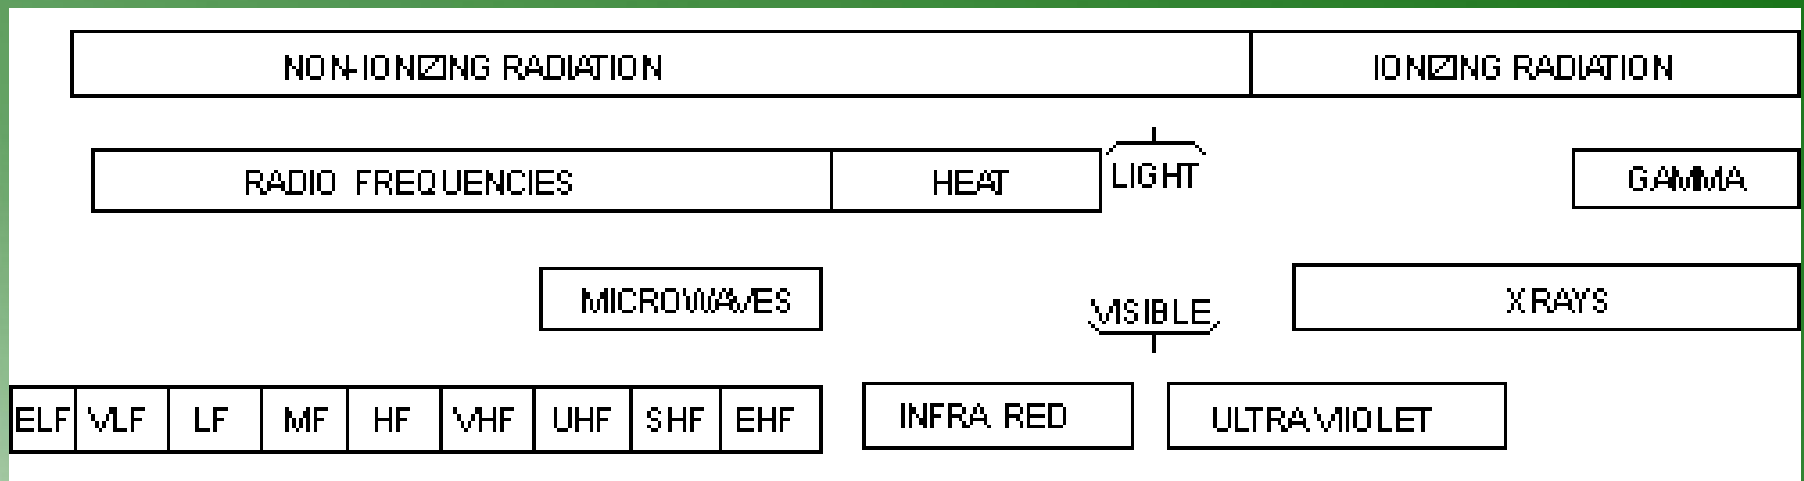 NON-IONIZING RADIATION IONIZING RADIATION
RADIO FREQUENCIES HEAT LIGHT GAMMA
MICROWAVES VISIBLE X RAYS
ELF VLF LF MF HF VHF UHF SHF EHF INFRA RED ULTRAVIOLET